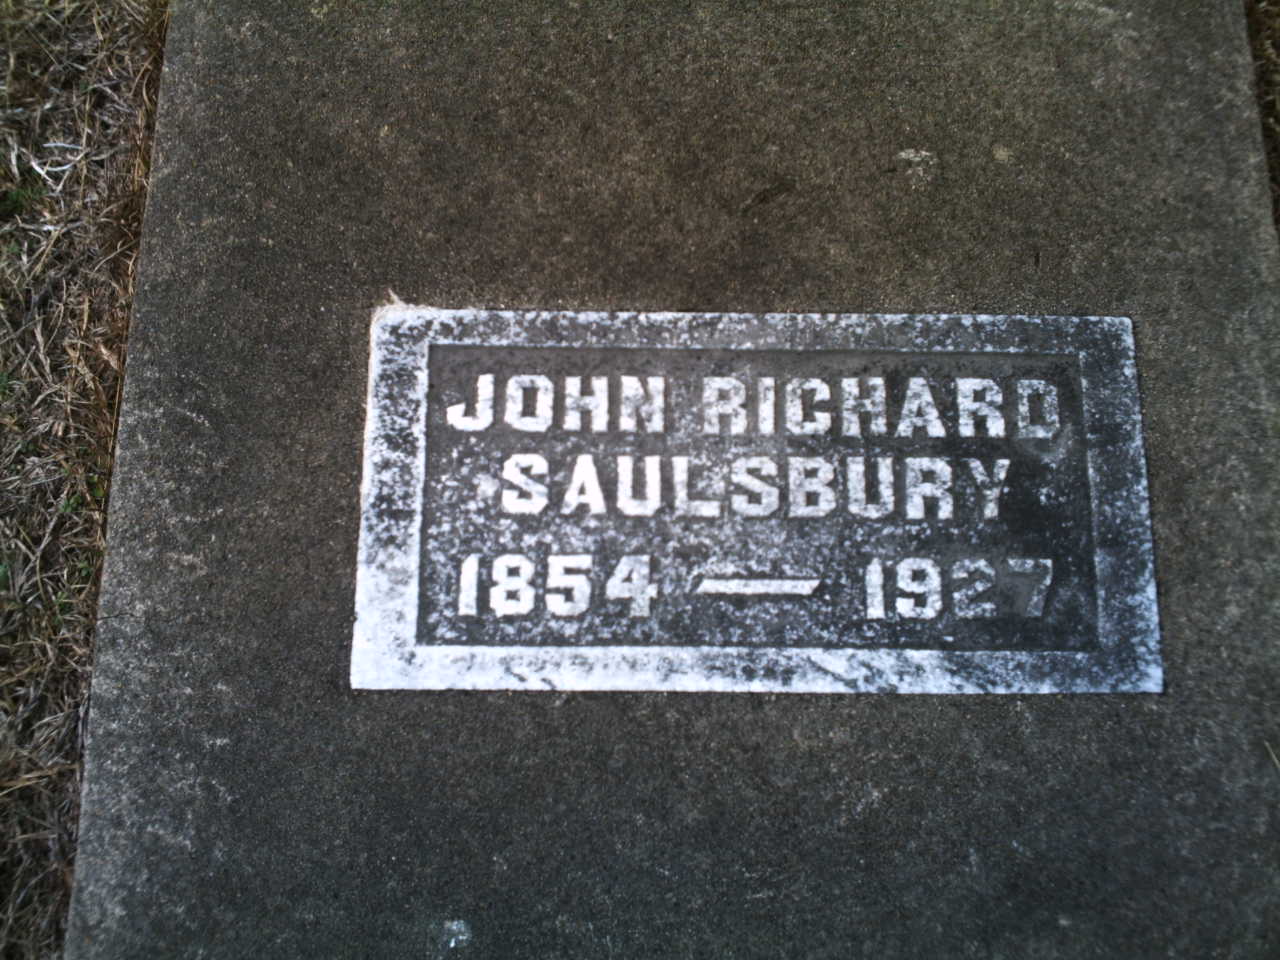 JOHN RICHARD
SAULSBURY
1854 — 1927